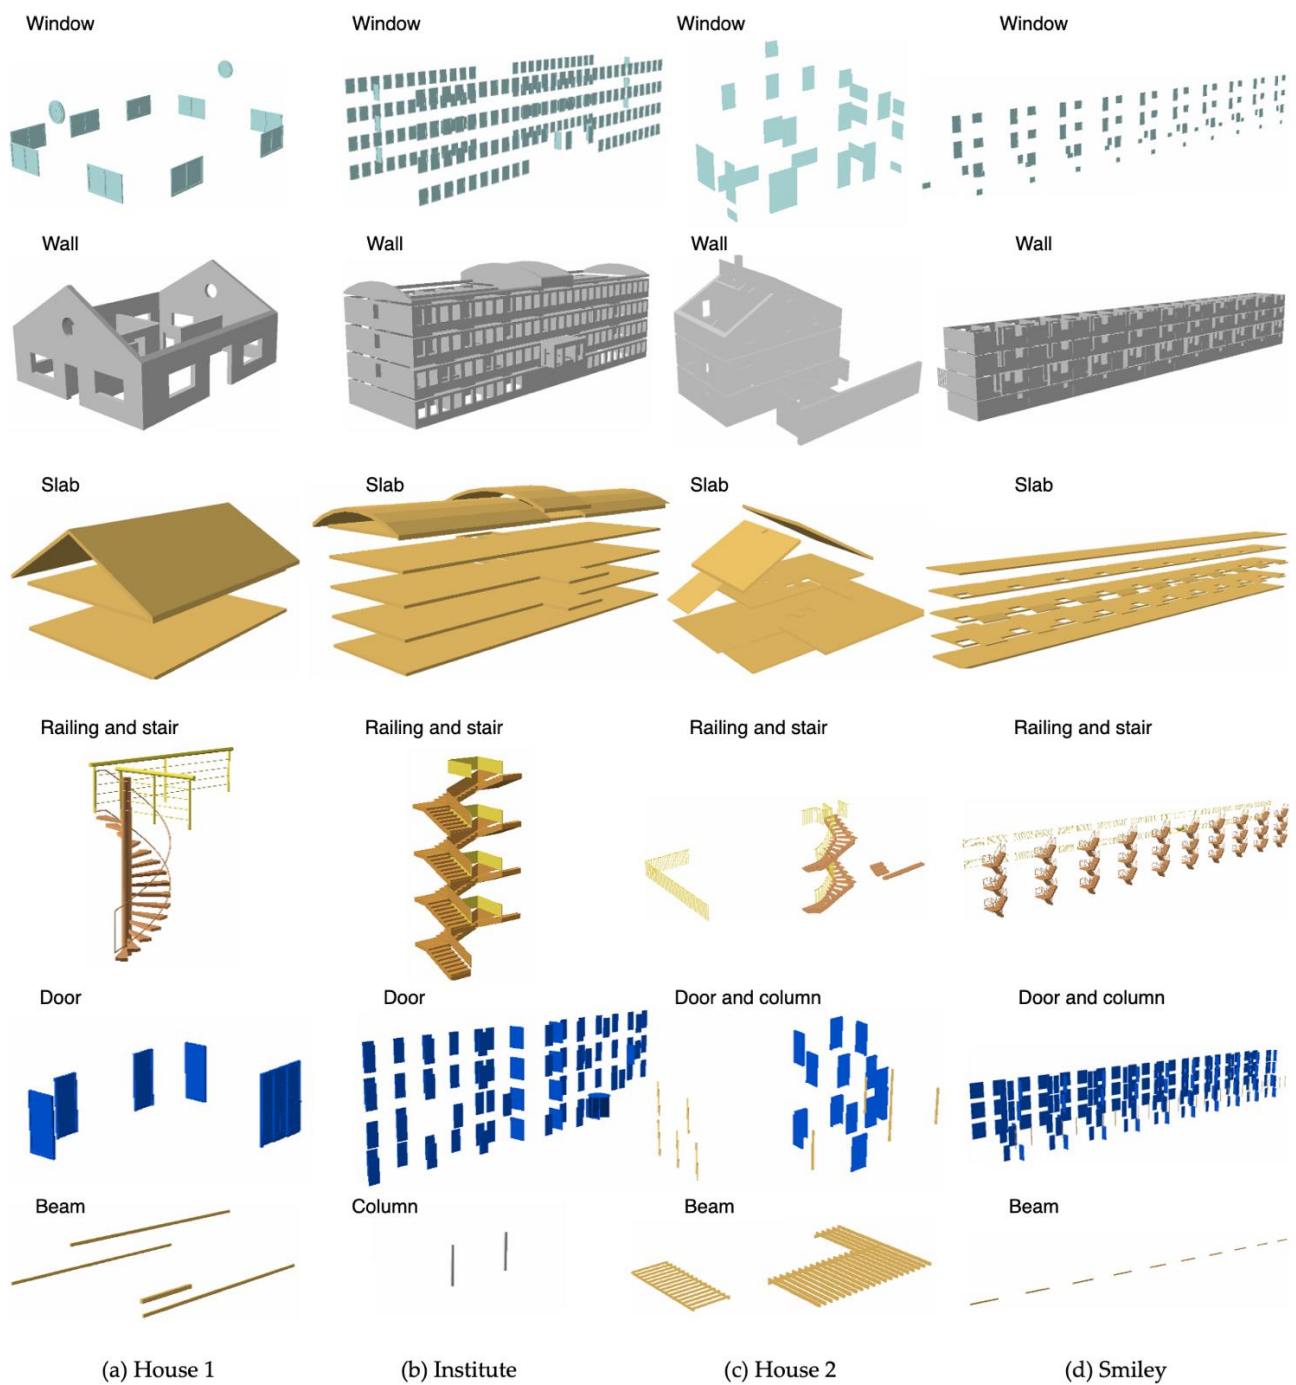 Window Window Window Window
Wall Wall Wall Wall
Slab Slab Slab Slab
Railing and stair Railing and stair Railing and stair Railing and stair
Door Door Door and column Door and column
Beam Column Beam Beam
(a) House 1 (b) Institute (c) House 2 (d) Smiley